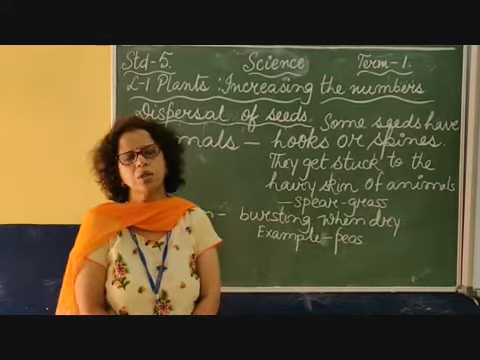 Std-5. Science Term-1.
L-1 Plants : Increasing the numbers
Dispersal of seeds. Some seeds have
mals - hooks or spines.
They get stuck to the
hairy skin of animals
- spear-grass
n - bursting when dry
Example - peas.